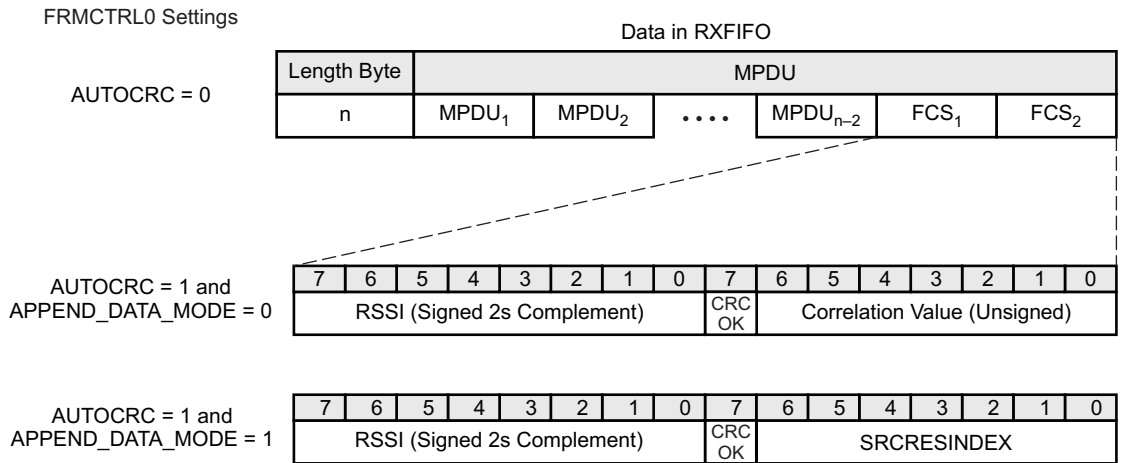 FRMCTRL0 Settings
Data in RXFIFO
Length Byte MPDU
AUTOCRC = 0
n MPDU1 MPDU2 • • • • MPDUn–2 FCS1 FCS2
7 6 5 4 3 2 1 0 7 6 5 4 3 2 1 0
AUTOCRC = 1 and
APPEND_DATA_MODE = 0
RSSI (Signed 2s Complement) CRC OK Correlation Value (Unsigned)
7 6 5 4 3 2 1 0 7 6 5 4 3 2 1 0
AUTOCRC = 1 and
APPEND_DATA_MODE = 1
RSSI (Signed 2s Complement) CRC OK SRCRESINDEX